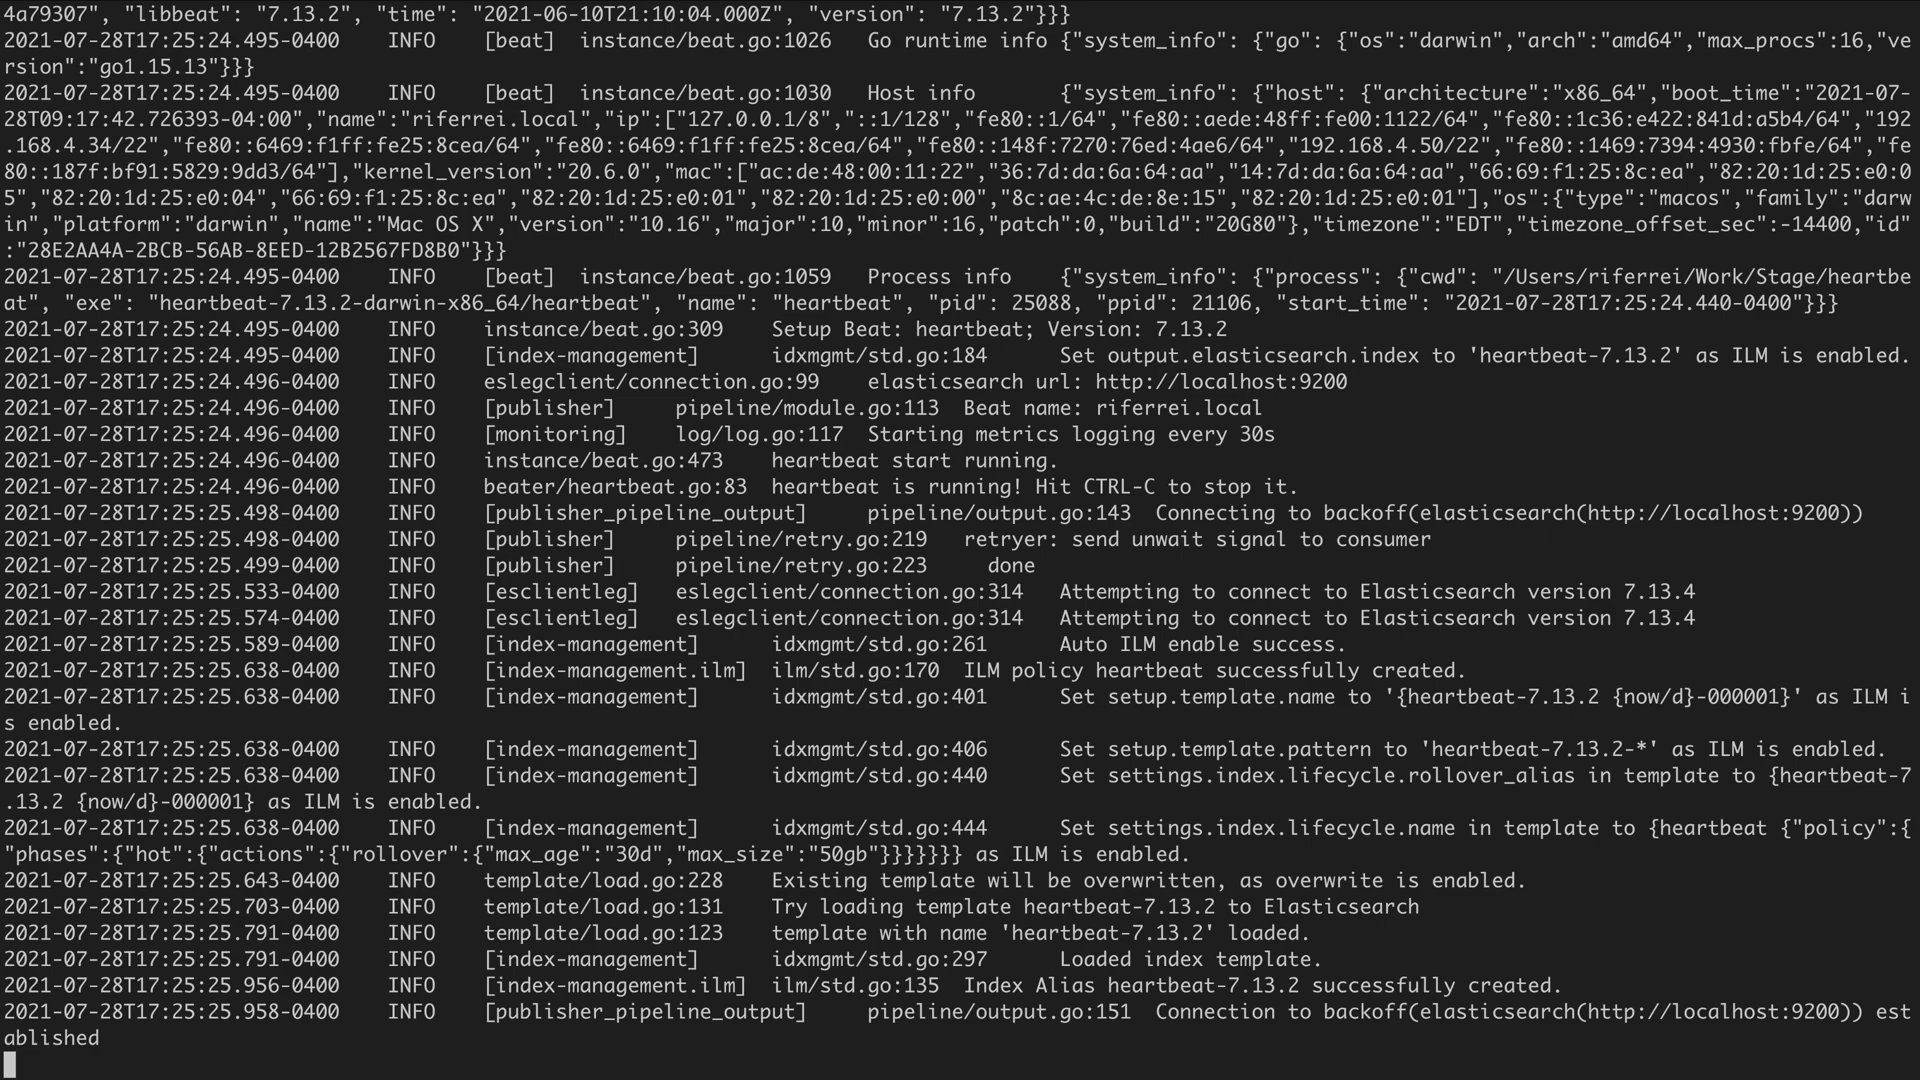 4a79307", "libbeat": "7.13.2", "time": "2021-06-10T21:10:04.000Z", "version": "7.13.2"}}}
2021-07-28T17:25:24.495-0400    INFO    [beat]  instance/beat.go:1026   Go runtime info {"system_info": {"go": {"os":"darwin","arch":"amd64","max_procs":16,"ve
rsion":"go1.15.13"}}}
2021-07-28T17:25:24.495-0400    INFO    [beat]  instance/beat.go:1030   Host info       {"system_info": {"host": {"architecture":"x86_64","boot_time":"2021-07-
28T09:17:42.726393-04:00","name":"riferrei.local","ip":["127.0.0.1/8","::1/128","fe80::1/64","fe80::aede:48ff:fe00:1122/64","fe80::1c36:e422:841d:a5b4/64","192
.168.4.34/22","fe80::6469:f1ff:fe25:8cea/64","fe80::6469:f1ff:fe25:8cea/64","fe80::148f:7270:76ed:4ae6/64","192.168.4.50/22","fe80::1469:7394:4930:fbfe/64","fe
80::187f:bf91:5829:9dd3/64"],"kernel_version":"20.6.0","mac":["ac:de:48:00:11:22","36:7d:da:6a:64:aa","14:7d:da:6a:64:aa","66:69:f1:25:8c:ea","82:20:1d:25:e0:0
5","82:20:1d:25:e0:04","66:69:f1:25:8c:ea","82:20:1d:25:e0:01","82:20:1d:25:e0:00","8c:ae:4c:de:8e:15","82:20:1d:25:e0:01"],"os":{"type":"macos","family":"darw
in","platform":"darwin","name":"Mac OS X","version":"10.16","major":10,"minor":16,"patch":0,"build":"20G80"},"timezone":"EDT","timezone_offset_sec":-14400,"id"
:"28E2AA4A-2BCB-56AB-8EED-12B2567FD8B0"}}}
2021-07-28T17:25:24.495-0400    INFO    [beat]  instance/beat.go:1059   Process info    {"system_info": {"process": {"cwd": "/Users/riferrei/Work/Stage/heartbe
at", "exe": "heartbeat-7.13.2-darwin-x86_64/heartbeat", "name": "heartbeat", "pid": 25088, "ppid": 21106, "start_time": "2021-07-28T17:25:24.440-0400"}}}
2021-07-28T17:25:24.495-0400    INFO    instance/beat.go:309    Setup Beat: heartbeat; Version: 7.13.2
2021-07-28T17:25:24.495-0400    INFO    [index-management]      idxmgmt/std.go:184      Set output.elasticsearch.index to 'heartbeat-7.13.2' as ILM is enabled.
2021-07-28T17:25:24.496-0400    INFO    eslegclient/connection.go:99    elasticsearch url: http://localhost:9200
2021-07-28T17:25:24.496-0400    INFO    [publisher]     pipeline/module.go:113  Beat name: riferrei.local
2021-07-28T17:25:24.496-0400    INFO    [monitoring]    log/log.go:117  Starting metrics logging every 30s
2021-07-28T17:25:24.496-0400    INFO    instance/beat.go:473    heartbeat start running.
2021-07-28T17:25:24.496-0400    INFO    beater/heartbeat.go:83  heartbeat is running! Hit CTRL-C to stop it.
2021-07-28T17:25:25.498-0400    INFO    [publisher_pipeline_output]     pipeline/output.go:143  Connecting to backoff(elasticsearch(http://localhost:9200))
2021-07-28T17:25:25.498-0400    INFO    [publisher]     pipeline/retry.go:219   retryer: send unwait signal to consumer
2021-07-28T17:25:25.499-0400    INFO    [publisher]     pipeline/retry.go:223     done
2021-07-28T17:25:25.533-0400    INFO    [esclientleg]   eslegclient/connection.go:314   Attempting to connect to Elasticsearch version 7.13.4
2021-07-28T17:25:25.574-0400    INFO    [esclientleg]   eslegclient/connection.go:314   Attempting to connect to Elasticsearch version 7.13.4
2021-07-28T17:25:25.589-0400    INFO    [index-management]      idxmgmt/std.go:261      Auto ILM enable success.
2021-07-28T17:25:25.638-0400    INFO    [index-management.ilm]  ilm/std.go:170  ILM policy heartbeat successfully created.
2021-07-28T17:25:25.638-0400    INFO    [index-management]      idxmgmt/std.go:401      Set setup.template.name to '{heartbeat-7.13.2 {now/d}-000001}' as ILM i
s enabled.
2021-07-28T17:25:25.638-0400    INFO    [index-management]      idxmgmt/std.go:406      Set setup.template.pattern to 'heartbeat-7.13.2-*' as ILM is enabled.
2021-07-28T17:25:25.638-0400    INFO    [index-management]      idxmgmt/std.go:440      Set settings.index.lifecycle.rollover_alias in template to {heartbeat-7
.13.2 {now/d}-000001} as ILM is enabled.
2021-07-28T17:25:25.638-0400    INFO    [index-management]      idxmgmt/std.go:444      Set settings.index.lifecycle.name in template to {heartbeat {"policy":{
"phases":{"hot":{"actions":{"rollover":{"max_age":"30d","max_size":"50gb"}}}}}}} as ILM is enabled.
2021-07-28T17:25:25.643-0400    INFO    template/load.go:228    Existing template will be overwritten, as overwrite is enabled.
2021-07-28T17:25:25.703-0400    INFO    template/load.go:131    Try loading template heartbeat-7.13.2 to Elasticsearch
2021-07-28T17:25:25.791-0400    INFO    template/load.go:123    template with name 'heartbeat-7.13.2' loaded.
2021-07-28T17:25:25.791-0400    INFO    [index-management]      idxmgmt/std.go:297      Loaded index template.
2021-07-28T17:25:25.956-0400    INFO    [index-management.ilm]  ilm/std.go:135  Index Alias heartbeat-7.13.2 successfully created.
2021-07-28T17:25:25.958-0400    INFO    [publisher_pipeline_output]     pipeline/output.go:151  Connection to backoff(elasticsearch(http://localhost:9200)) est
ablished